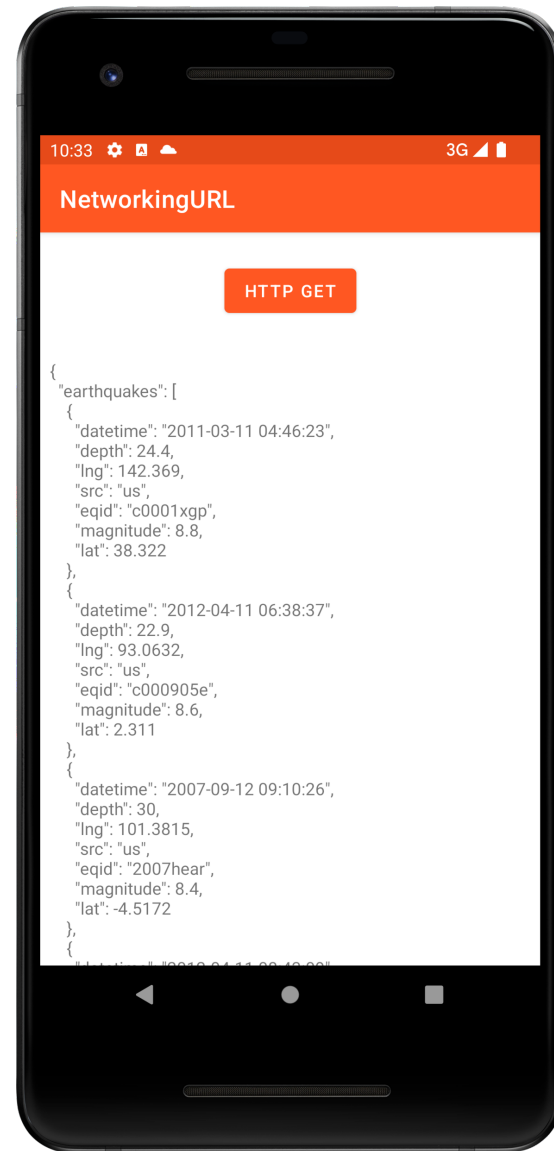 10:33
3G
NetworkingURL
HTTP GET
{
"earthquakes": [
{
"datetime": "2011-03-11 04:46:23",
"depth": 24.4,
"lng": 142.369,
"src": "us",
"eqid": "c0001xgp",
"magnitude": 8.8,
"lat": 38.322
},
{
"datetime": "2012-04-11 06:38:37",
"depth": 22.9,
"lng": 93.0632,
"src": "us",
"eqid": "c000905e",
"magnitude": 8.6,
"lat": 2.311
},
{
"datetime": "2007-09-12 09:10:26",
"depth": 30,
"lng": 101.3815,
"src": "us",
"eqid": "2007hear",
"magnitude": 8.4,
"lat": -4.5172
},
{